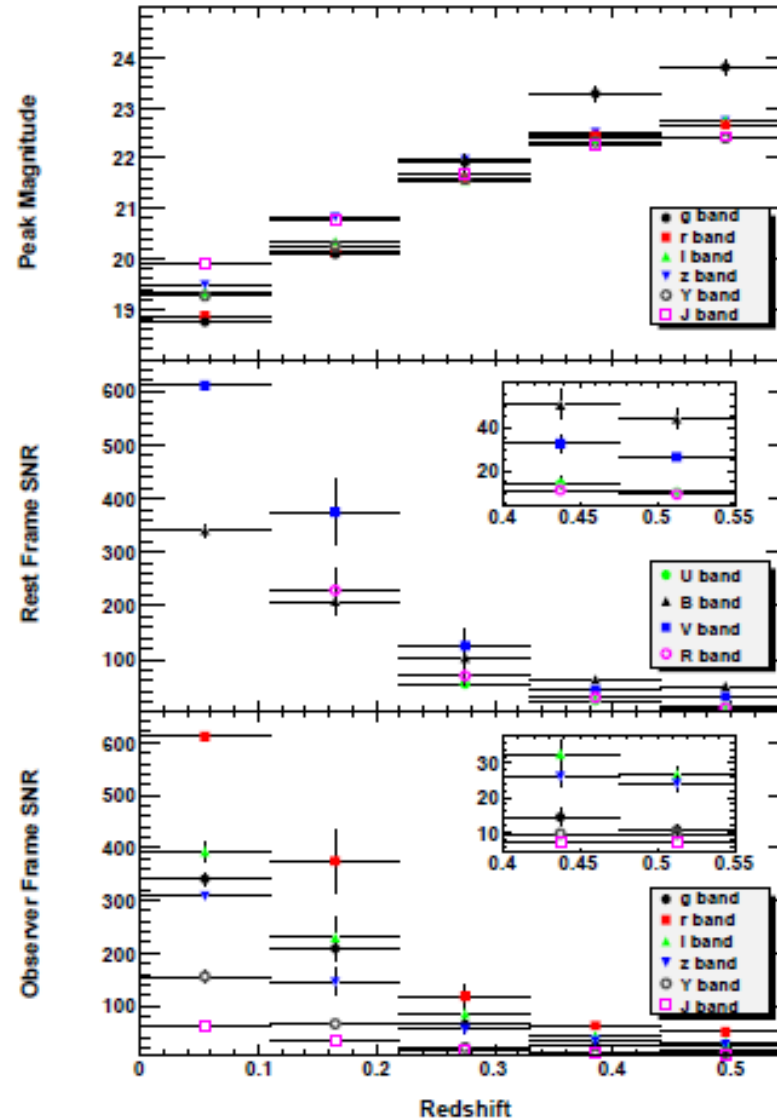 Peak Magnitude
24
23
22
21
20
19
g band
r band
I band
z band
Y band
J band
Rest Frame SNR
600
500
400
300
200
100
40
20
0.4 0.45 0.5 0.55
U band
B band
V band
R band
Observer Frame SNR
600
500
400
300
200
100
30
20
10
0.4 0.45 0.5 0.55
g band
r band
I band
z band
Y band
J band
0 0.1 0.2 0.3 0.4 0.5
Redshift